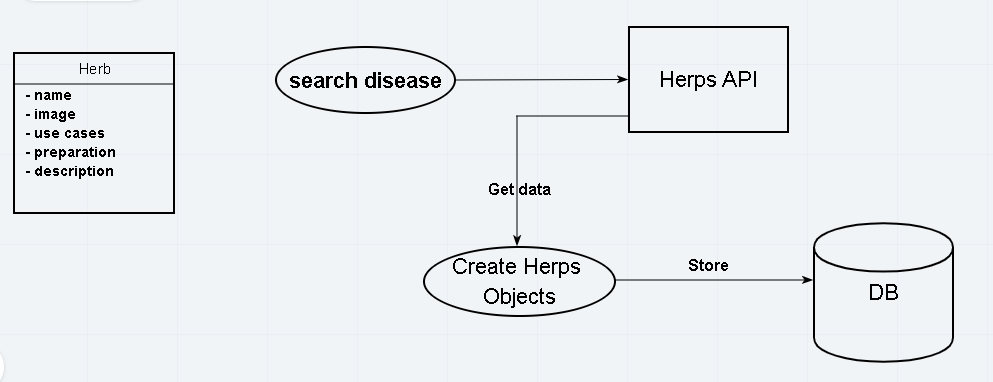 Herb
- name
- image
- use cases
- preparation
- description
search disease
Herps API
Get data
Create Herps
Objects
Store
DB